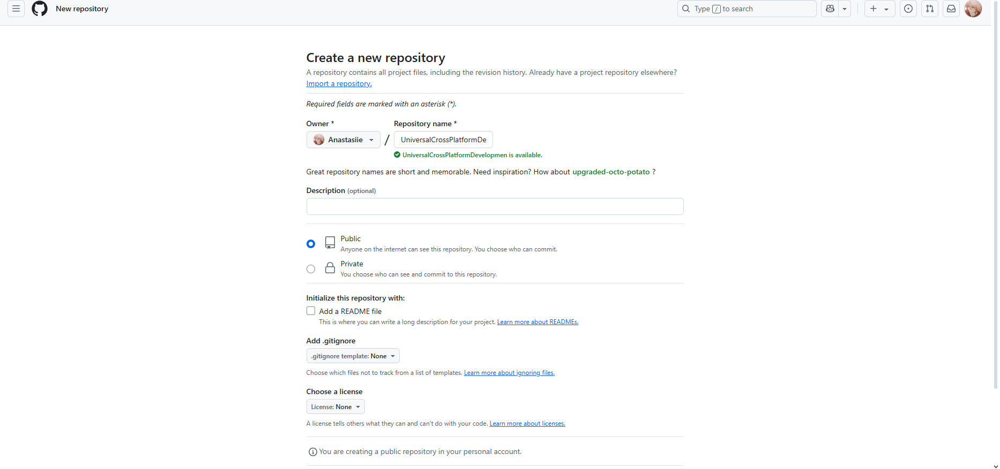 New repository
Type / to search
Create a new repository
A repository contains all project files, including the revision history. Already have a project repository elsewhere?
Import a repository.
Required fields are marked with an asterisk (*).
Owner * Repository name *
Anastasiie / UniversalCrossPlatformDe
UniversalCrossPlatformDevelopmen is available.
Great repository names are short and memorable. Need inspiration? How about upgraded-octo-potato ?
Description (optional)
Public
Anyone on the internet can see this repository. You choose who can commit.
Private
You choose who can see and commit to this repository.
Initialize this repository with:
Add a README file
This is where you can write a long description for your project. Learn more about READMEs.
Add .gitignore
.gitignore template: None
Choose which files not to track from a list of templates. Learn more about ignoring files.
Choose a license
License: None
A license tells others what they can and can't do with your code. Learn more about licenses.
You are creating a public repository in your personal account.